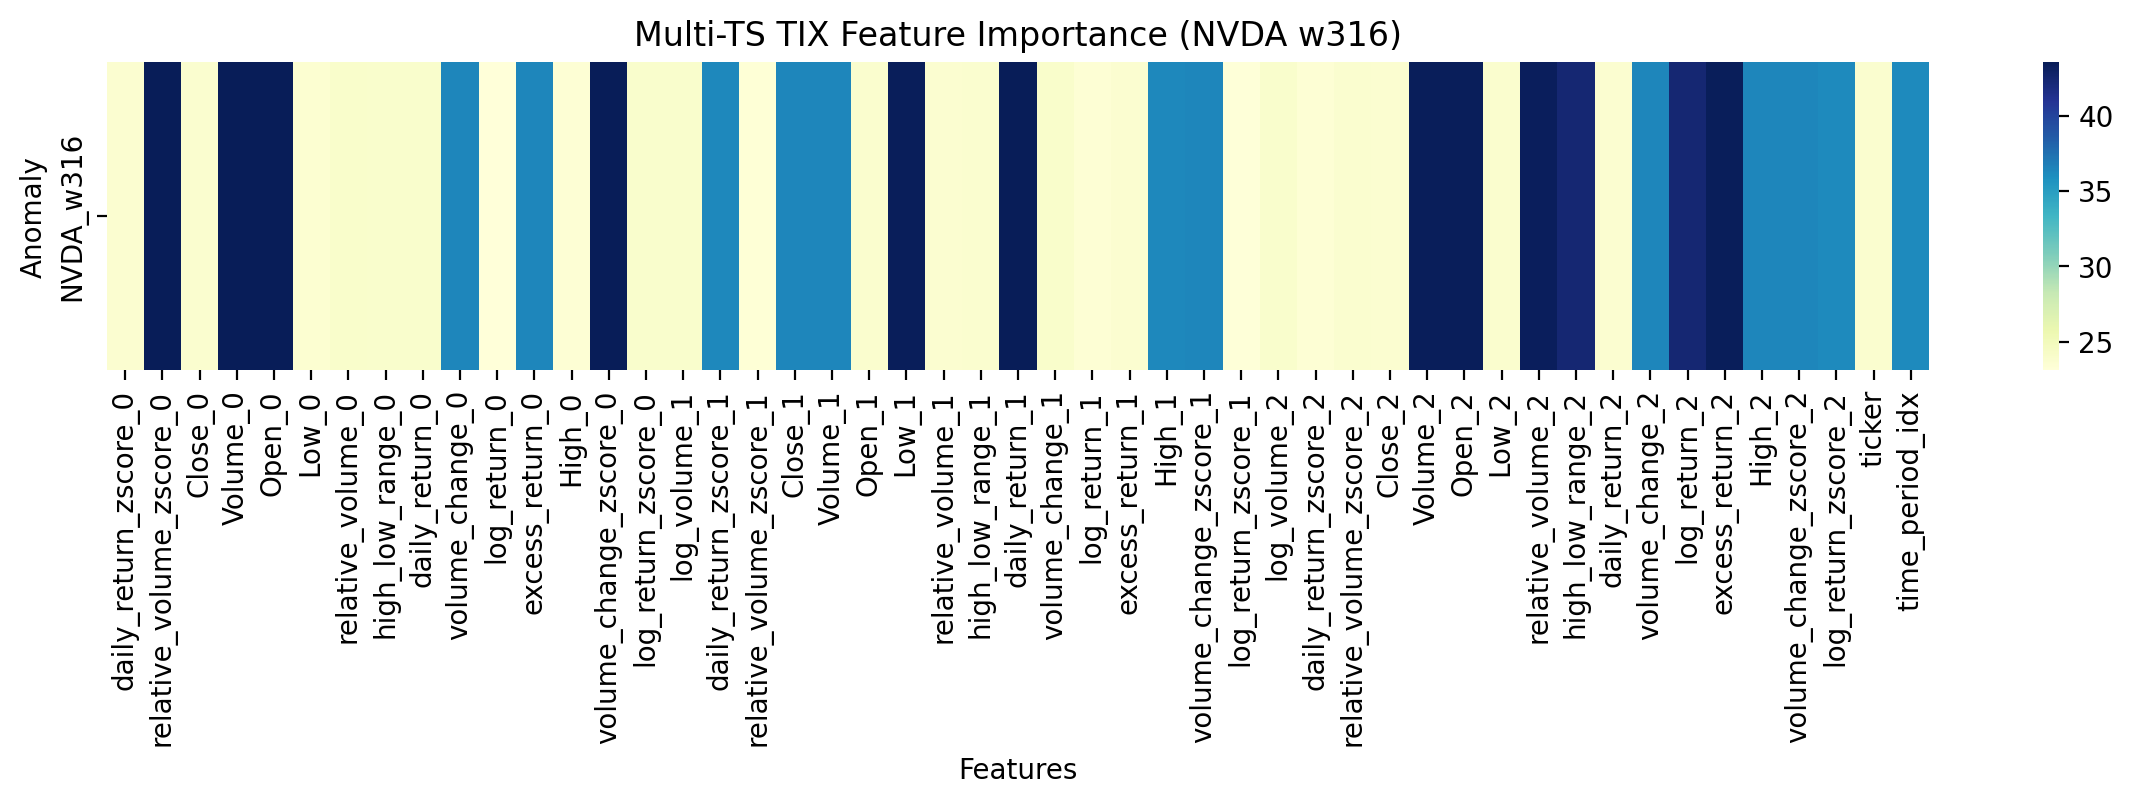 Multi-TS TIX Feature Importance (NVDA w316)
Anomaly
NVDA_w316
40
35
30
25
daily_return_zscore_0
relative_volume_zscore_0
Close_0
Volume_0
Open_0
Low_0
relative_volume_0
high_low_range_0
daily_return_0
volume_change_0
log_return_0
excess_return_0
High_0
volume_change_zscore_0
log_return_zscore_0
log_volume_1
daily_return_zscore_1
relative_volume_zscore_1
Close_1
Volume_1
Open_1
Low_1
relative_volume_1
high_low_range_1
daily_return_1
volume_change_1
log_return_1
excess_return_1
High_1
volume_change_zscore_1
log_return_zscore_1
log_volume_2
daily_return_zscore_2
relative_volume_zscore_2
Close_2
Volume_2
Open_2
Low_2
relative_volume_2
high_low_range_2
daily_return_2
volume_change_2
log_return_2
excess_return_2
High_2
volume_change_zscore_2
log_return_zscore_2
ticker
time_period_idx
Features